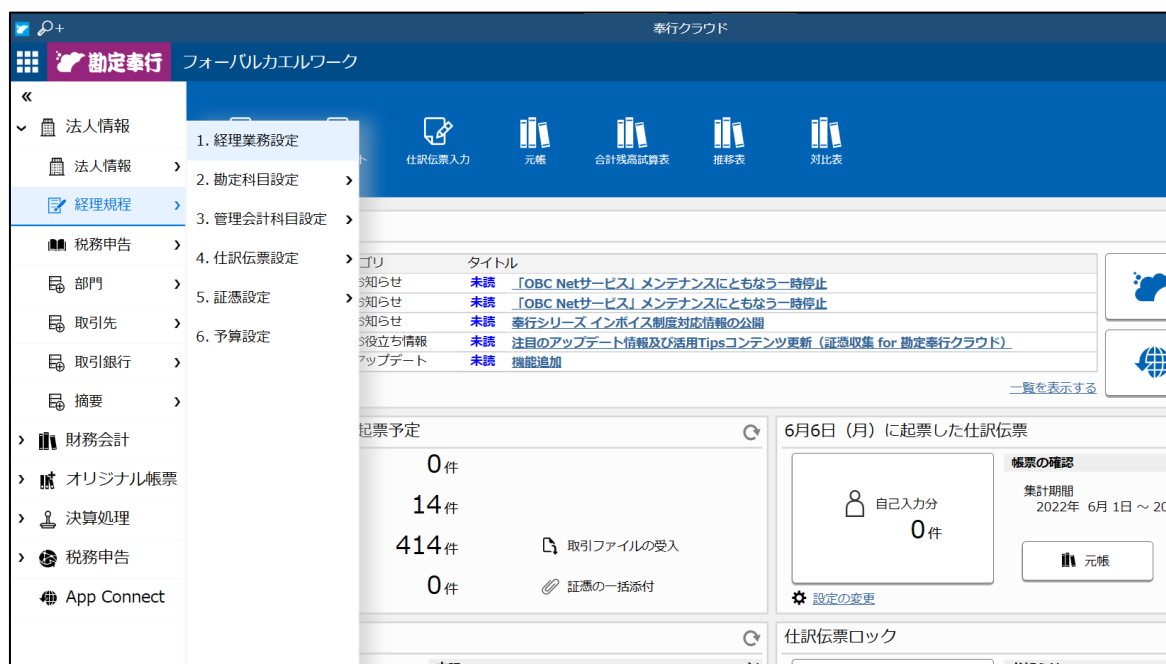 奉行クラウド
勘定奉行 フォーバルカエルワーク
«
法人情報
法人情報
経理規程
税務申告
部門
取引先
取引銀行
摘要
財務会計
オリジナル帳票
決算処理
税務申告
App Connect
1. 経理業務設定
2. 勘定科目設定
3. 管理会計科目設定
4. 仕訳伝票設定
5. 証憑設定
6. 予算設定
ト 仕訳伝票入力 元帳 合計残高試算表 推移表 対比表
ゴリ タイトル
お知らせ 未読 「OBC Netサービス」メンテナンスにともなう一時停止
お知らせ 未読 「OBC Netサービス」メンテナンスにともなう一時停止
お知らせ 未読 奉行シリーズ インボイス制度対応情報の公開
お役立ち情報 未読 注目のアップデート情報及び活用Tipsコンテンツ更新（証憑収集 for 勘定奉行クラウド）
アップデート 未読 機能追加
一覧を表示する
起票予定
0件
14件
414件 取引ファイルの受入
0件 証憑の一括添付
6月6日（月）に起票した仕訳伝票
自己入力分
0件
設定の変更
帳票の確認
集計期間
2022年 6月 1日 ～ 20
元帳
仕訳伝票ロック